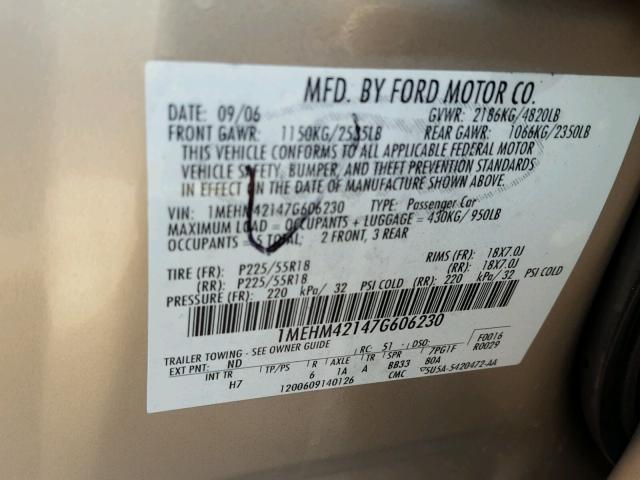 MFD. BY FORD MOTOR CO.
DATE: 09/06 GVWR: 2186KG/4820LB
FRONT GAWR: 1150KG/2535LB REAR GAWR: 1066KG/2350LB
THIS VEHICLE CONFORMS TO ALL APPLICABLE FEDERAL MOTOR
VEHICLE SAFETY, BUMPER, AND THEFT PREVENTION STANDARDS
IN EFFECT ON THE DATE OF MANUFACTURE SHOWN ABOVE.
VIN: 1MEHM42147G606230 TYPE: Passenger Car
MAXIMUM LOAD = OCCUPANTS + LUGGAGE = 430KG/ 950LB
OCCUPANTS = 5 TOTAL; 2 FRONT, 3 REAR
TIRE (FR): P225/55R18 RIMS (FR): 18X7.0J
(RR): P225/55R18 (RR): 18X7.0J
PRESSURE (FR): 220 kPa/ 32 PSI COLD (RR): 220 kPa/ 32 PSI COLD
1MEHM42147G606230
TRAILER TOWING - SEE OWNER GUIDE RC: 51 DSO: F0016
EXT PNT: ND 7PG1F R0029
INT TR TP/PS R AXLE TR SPR
H7 6 1A A BB33 80A
1200609140126 CMC 5U5A-5420472-AA